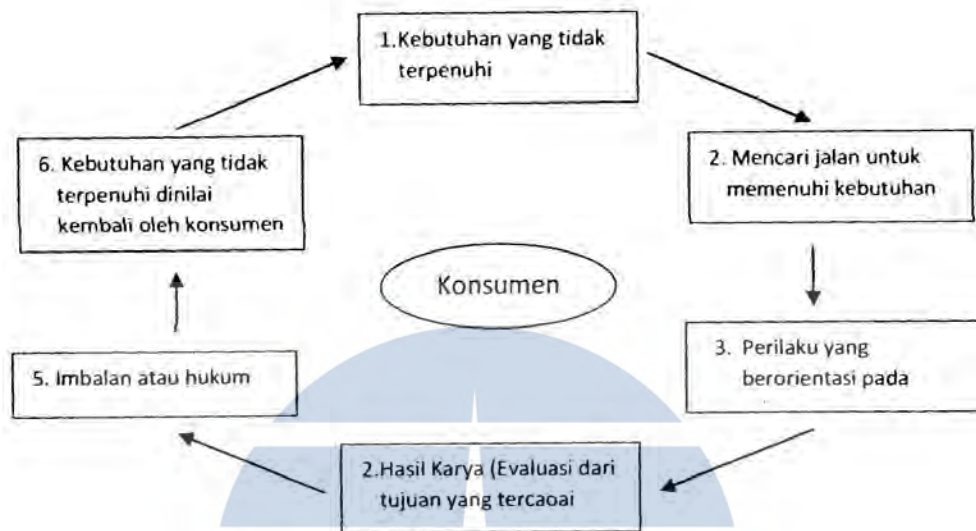 1.Kebutuhan yang tidak
terpenuhi
2. Mencari jalan untuk
memenuhi kebutuhan
3. Perilaku yang
berorientasi pada
2.Hasil Karya (Evaluasi dari
tujuan yang tercapai
5. Imbalan atau hukum
6. Kebutuhan yang tidak
terpenuhi dinilai
kembali oleh konsumen
Konsumen